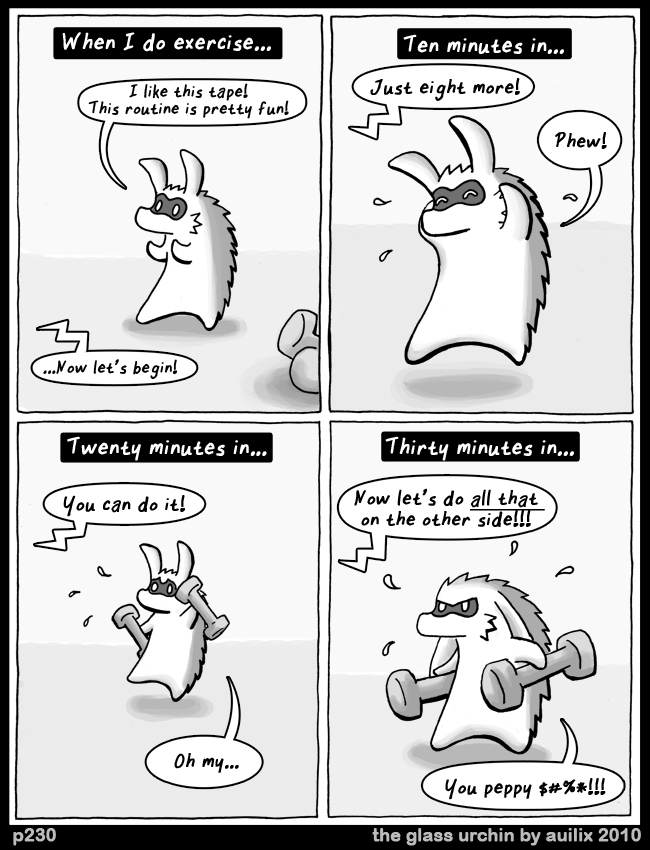 When I do exercise...
I like this tape!
This routine is pretty fun!
...Now let's begin!
Ten minutes in...
Just eight more!
Phew!
Twenty minutes in...
You can do it!
Oh my...
Thirty minutes in...
Now let's do all that
on the other side!!!
You peppy $#%*!!!
p230
the glass urchin by auilix 2010